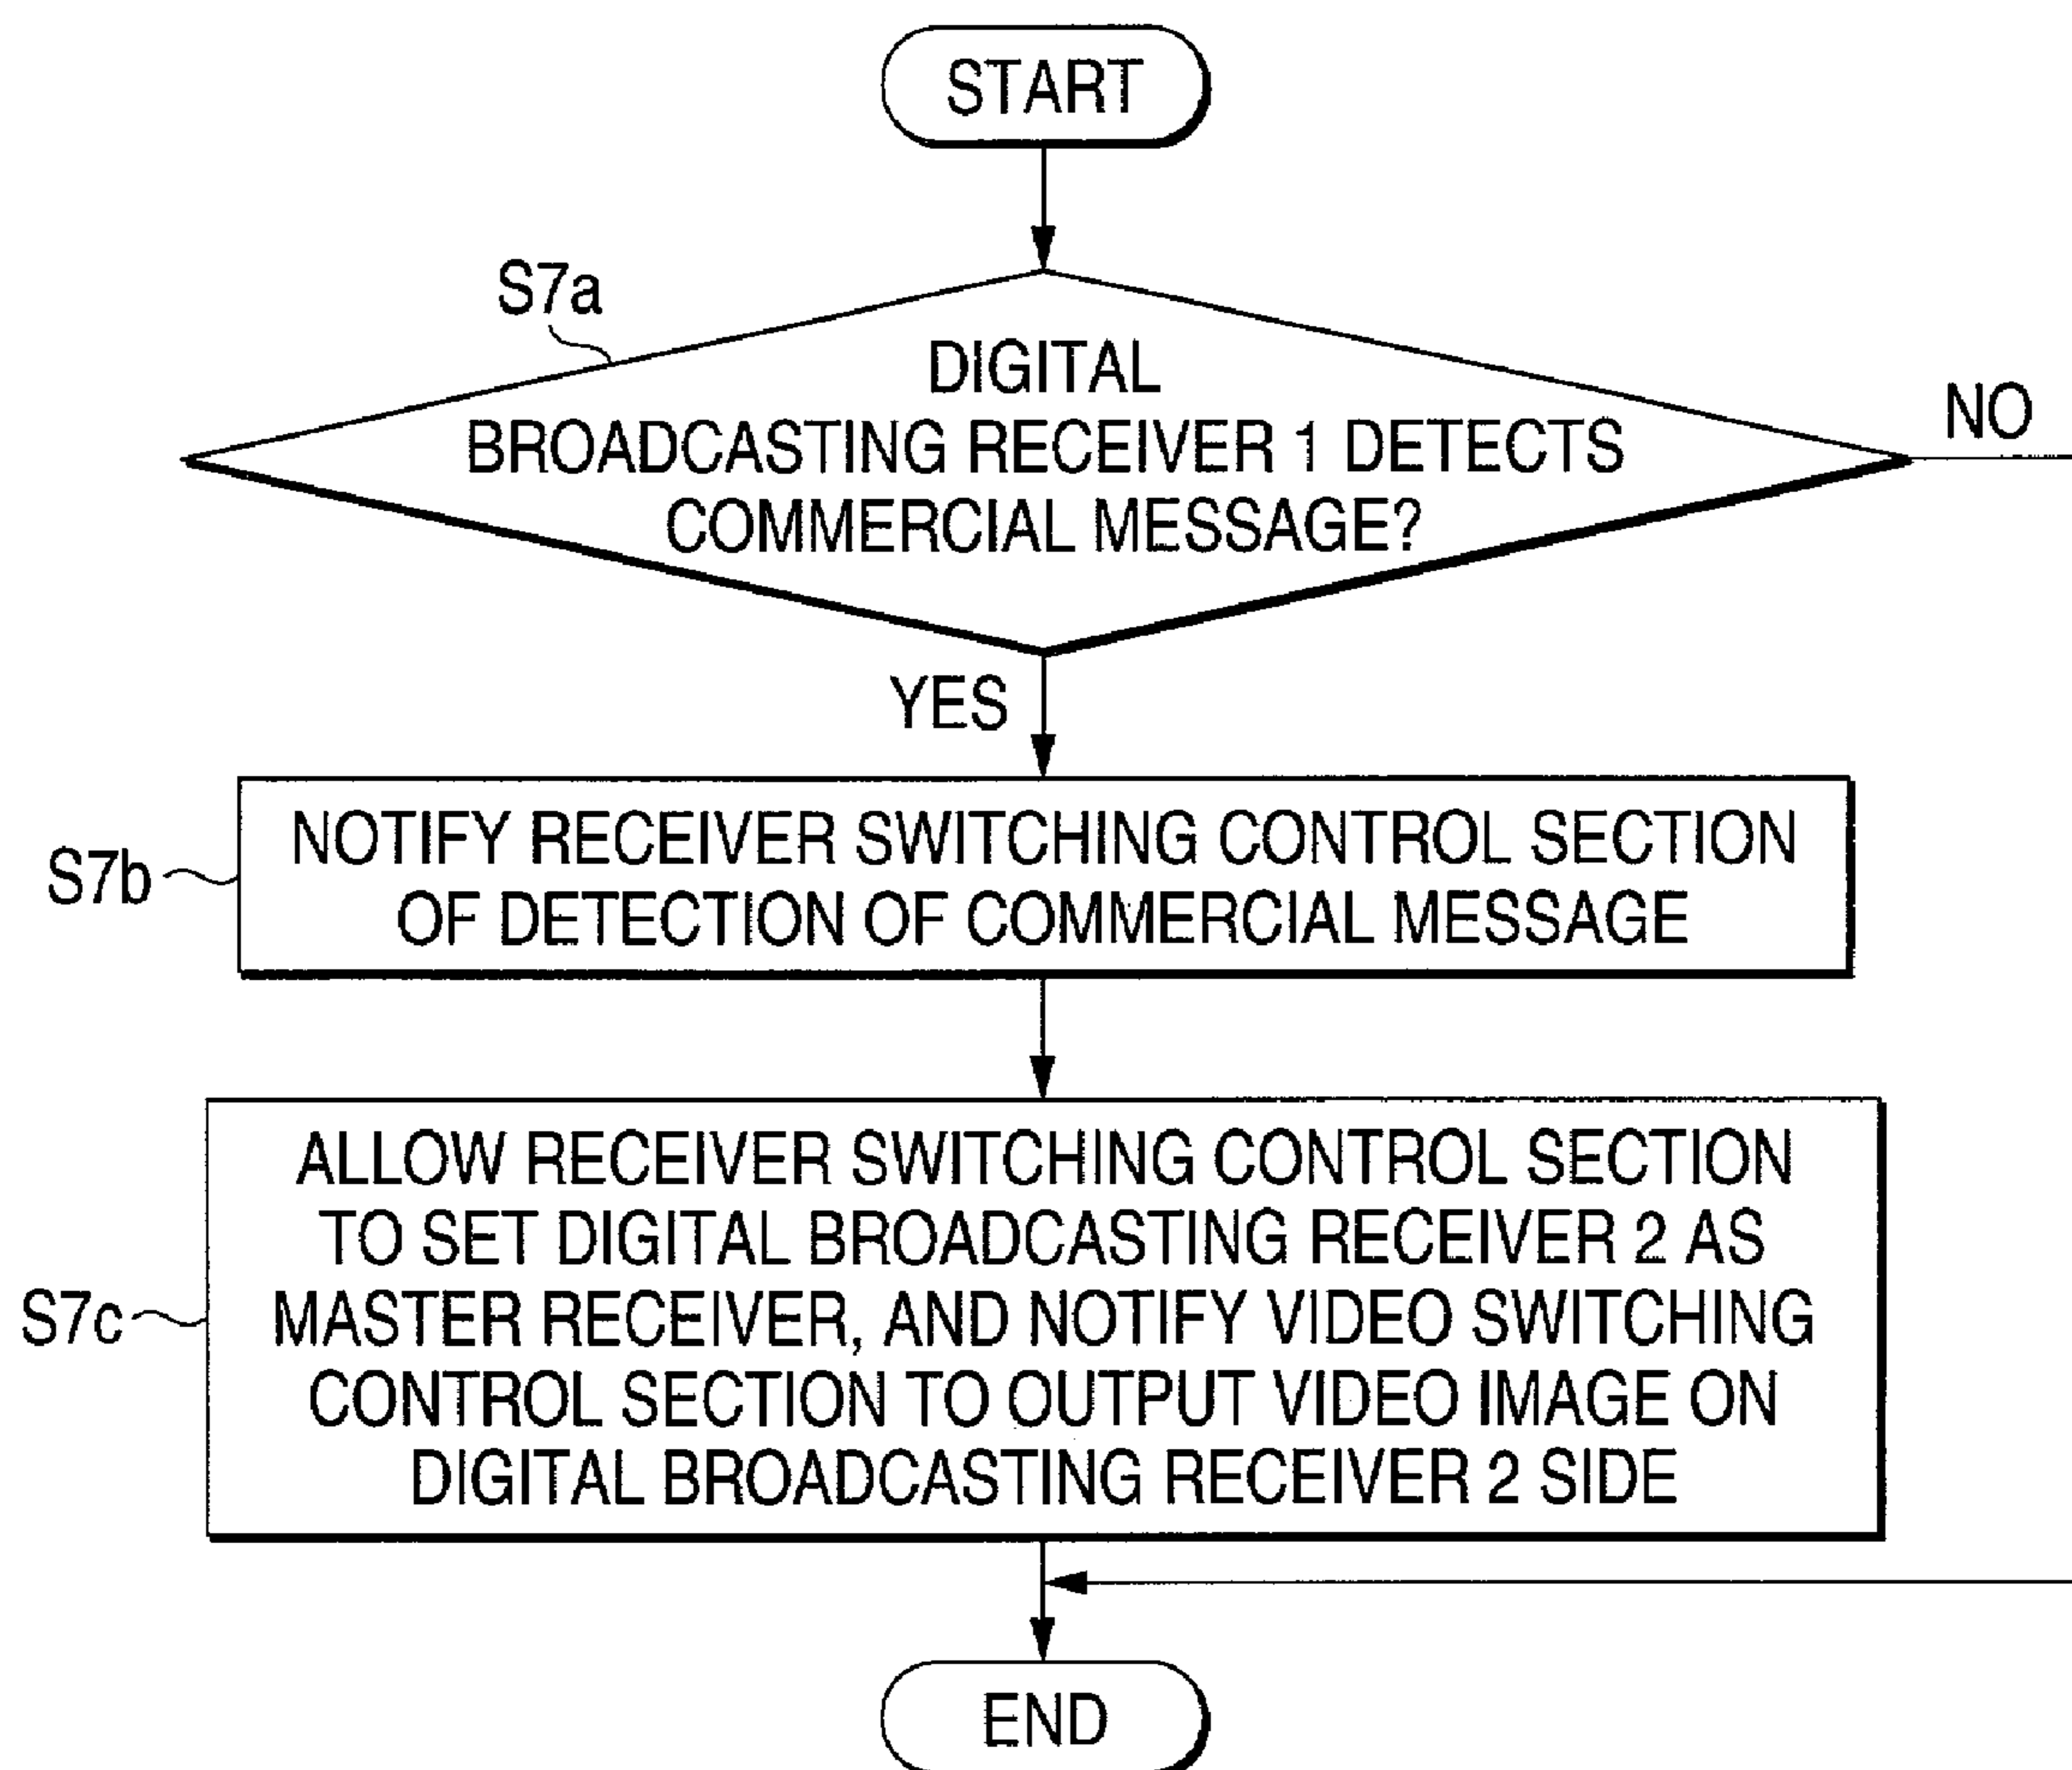 START
S7a
DIGITAL
BROADCASTING RECEIVER 1 DETECTS
COMMERCIAL MESSAGE?
NO
YES
S7b
NOTIFY RECEIVER SWITCHING CONTROL SECTION
OF DETECTION OF COMMERCIAL MESSAGE
S7c
ALLOW RECEIVER SWITCHING CONTROL SECTION
TO SET DIGITAL BROADCASTING RECEIVER 2 AS
MASTER RECEIVER, AND NOTIFY VIDEO SWITCHING
CONTROL SECTION TO OUTPUT VIDEO IMAGE ON
DIGITAL BROADCASTING RECEIVER 2 SIDE
END